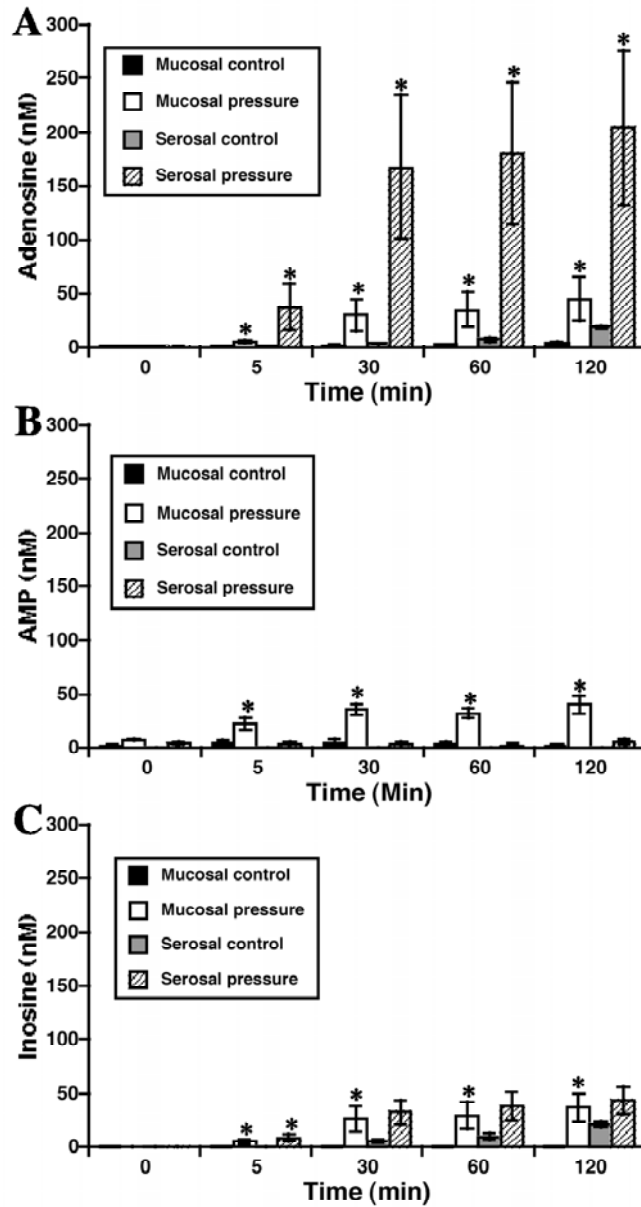 A
300
250
200
150
100
50
0
Adenosine (nM)
Mucosal control
Mucosal pressure
Serosal control
Serosal pressure
* * * * * * * *
0 5 30 60 120
Time (min)
B
300
250
200
150
100
50
0
AMP (nM)
Mucosal control
Mucosal pressure
Serosal control
Serosal pressure
* * * *
0 5 30 60 120
Time (Min)
C
300
250
200
150
100
50
0
Inosine (nM)
Mucosal control
Mucosal pressure
Serosal control
Serosal pressure
* * * * *
0 5 30 60 120
Time (min)